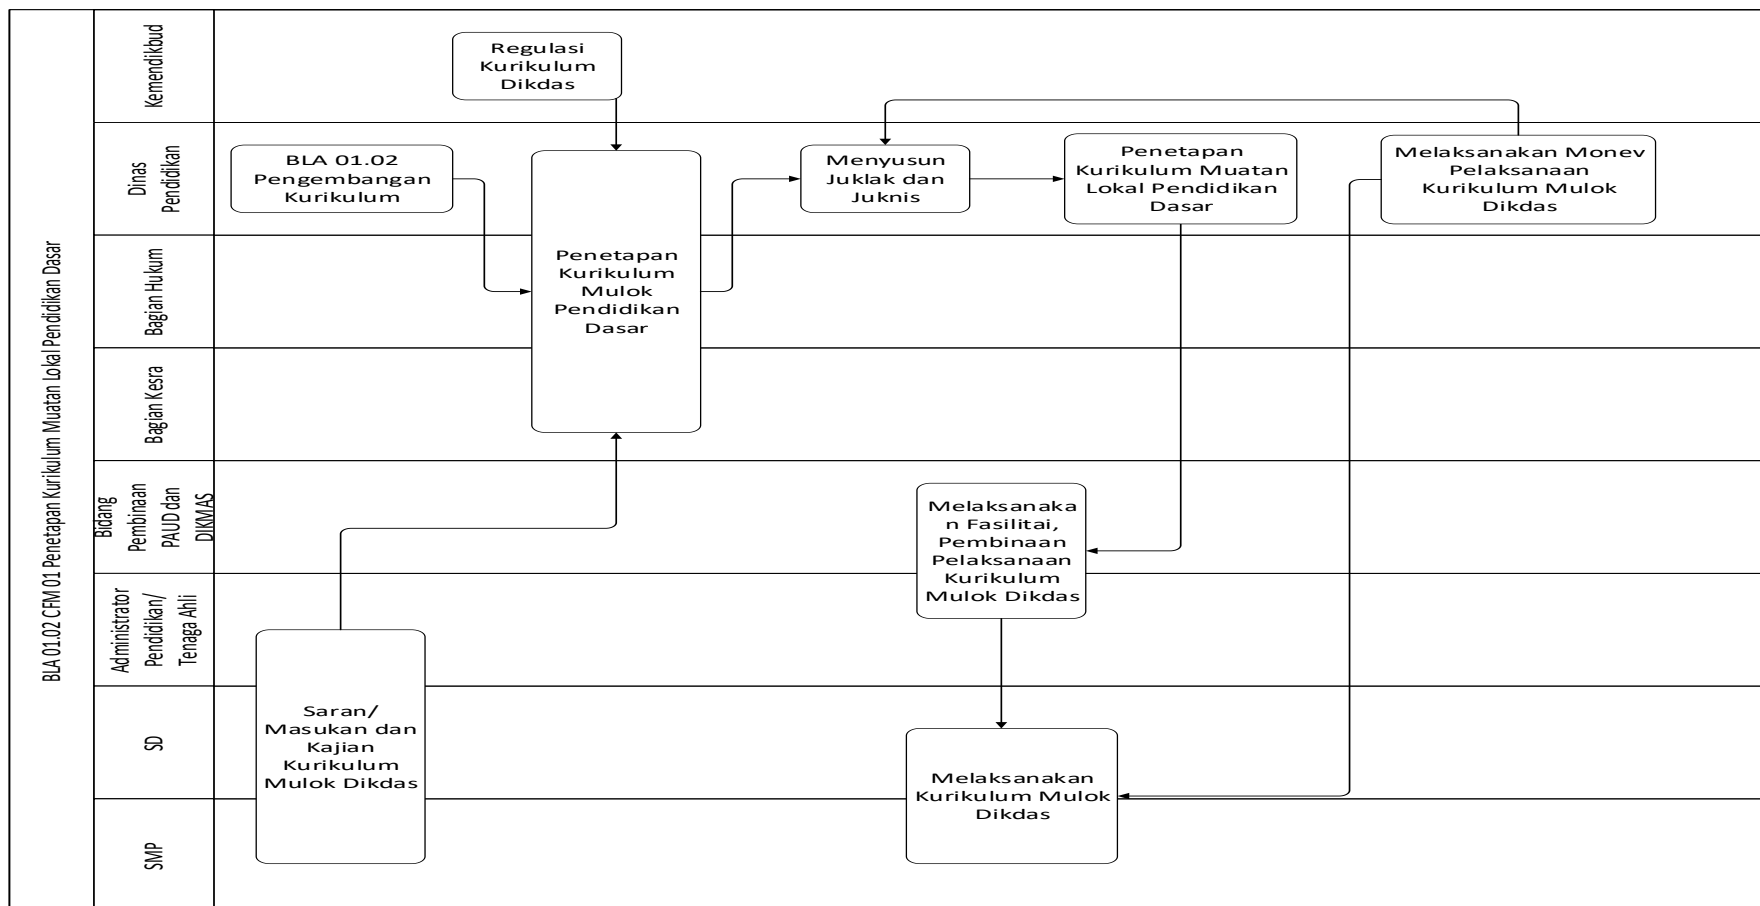 BLA 01.02 CFM 01 Penetapan Kurikulum Muatan Lokal Pendidikan Dasar
Kemendikbud
Regulasi
Kurikulum
Dikdas
Dinas
Pendidikan
BLA 01.02
Pengembangan
Kurikulum
Menyusun
Juklak dan
Juknis
Penetapan
Kurikulum Muatan
Lokal Pendidikan
Dasar
Melaksanakan Monev
Pelaksanaan
Kurikulum Mulok
Dikdas
Bagian Hukum
Penetapan
Kurikulum
Mulok
Pendidikan
Dasar
Bagian Kesra
Bidang
Pembinaan
PAUD dan
DIKMAS
Melaksanaka
n Fasilitai,
Pembinaan
Pelaksanaan
Kurikulum
Mulok Dikdas
Administrator
Pendidikan/
Tenaga Ahli
Saran/
Masukan dan
Kajian
Kurikulum
Mulok Dikdas
SD
Melaksanakan
Kurikulum Mulok
Dikdas
SMP